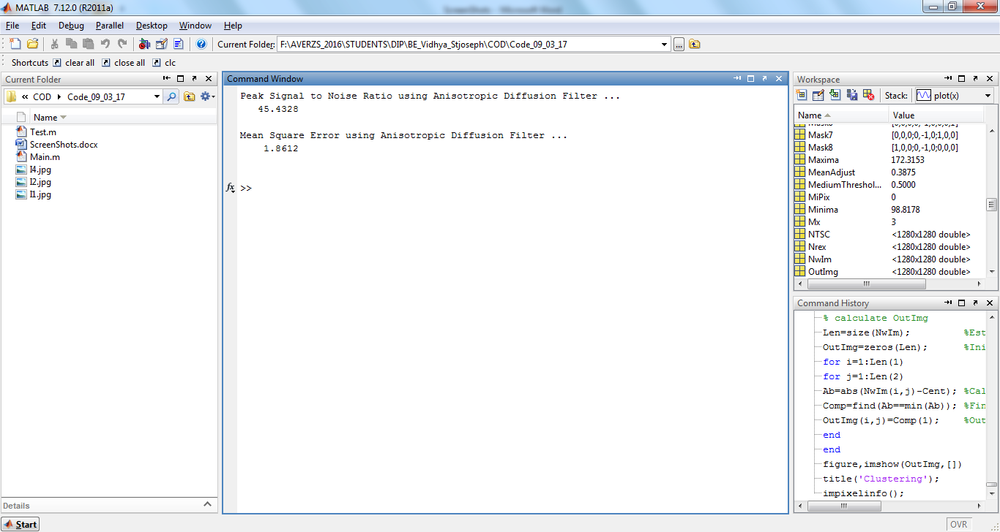 MATLAB 7.12.0 (R2011a)
File Edit Debug Parallel Desktop Window Help
Current Folder: F:\AVERZS_2016\STUDENTS\DIP\BE_Vidhya_Stjoseph\COD\Code_09_03_17
Shortcuts clear all close all clc
Current Folder
« COD Code_09_03_17
Name
Test.m
ScreenShots.docx
Main.m
I4.jpg
I2.jpg
I1.jpg
Details
Command Window
Peak Signal to Noise Ratio using Anisotropic Diffusion Filter ...
45.4328
Mean Square Error using Anisotropic Diffusion Filter ...
1.8612
fx >>
Workspace
Stack: plot(x)
Name Value
Mask7 [0,0,0;0,-1,0;1,0,0]
Mask8 [1,0,0;0,-1,0;0,0,0]
Maxima 172.3153
MeanAdjust 0.3875
MediumThreshol... 0.5000
MiPix 0
Minima 98.8178
Mx 3
NTSC <1280x1280 double>
Nrex <1280x1280 double>
NwIm <1280x1280 double>
OutImg <1280x1280 double>
Command History
% calculate OutImg
Len=size(NwIm); %Est
OutImg=zeros(Len); %Ini
for i=1:Len(1)
for j=1:Len(2)
Ab=abs(NwIm(i,j)-Cent); %Cal
Comp=find(Ab==min(Ab)); %Fin
OutImg(i,j)=Comp(1); %Out
end
end
figure,imshow(OutImg,[])
title('Clustering');
impixelinfo();
Start
OVR